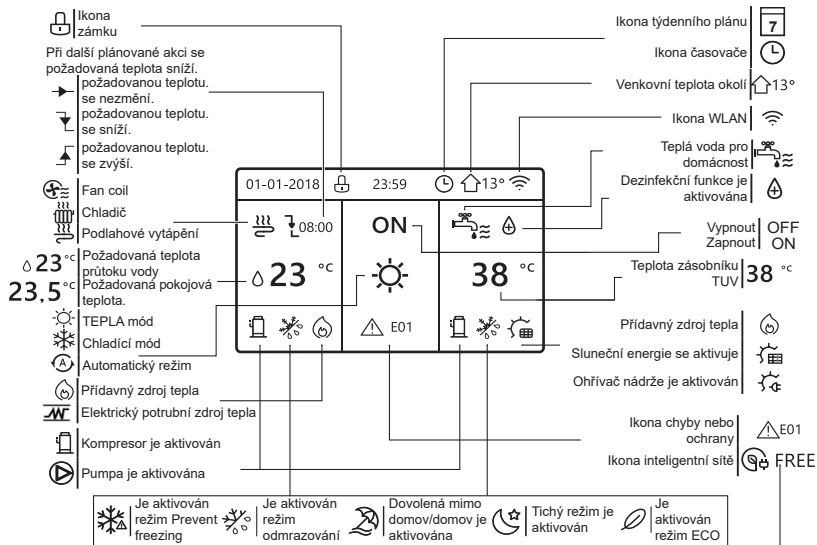 Ikona
zámku
Při další plánované akci se
požadovaná teplota sníží.
požadovanou teplotu.
se nezmění.
požadovanou teplotu.
se sníží.
požadovanou teplotu.
se zvýší.
Fan coil
Chladič
Podlahové vytápění
23 °C
Požadovaná teplota
průtoku vody
23,5 °C
Požadovaná pokojová
teplota.
TEPLA mód
Chladící mód
Automatický režim
Přídavný zdroj tepla
Elektrický potrubní zdroj tepla
Kompresor je aktivován
Pumpa je aktivována
01-01-2018 23:59 13°
08:00
ON
23 °C
38 °C
E01
Ikona týdenního plánu
7
Ikona časovače
Venkovní teplota okolí
13°
Ikona WLAN
Teplá voda pro
domácnost
Dezinfekční funkce je
aktivována
Vypnout OFF
Zapnout ON
Teplota zásobníku
TUV
38 °C
Přídavný zdroj tepla
Sluneční energie se aktivuje
Ohřívač nádrže je aktivován
Ikona chyby nebo
ochrany
E01
Ikona inteligentní sítě
FREE
Je aktivován
režim Prevent
freezing
Je aktivován
režim
odmrazování
Dovolená mimo
domov/domov je
aktivována
Tichý režim je
aktivován
Je
aktivován
režim ECO